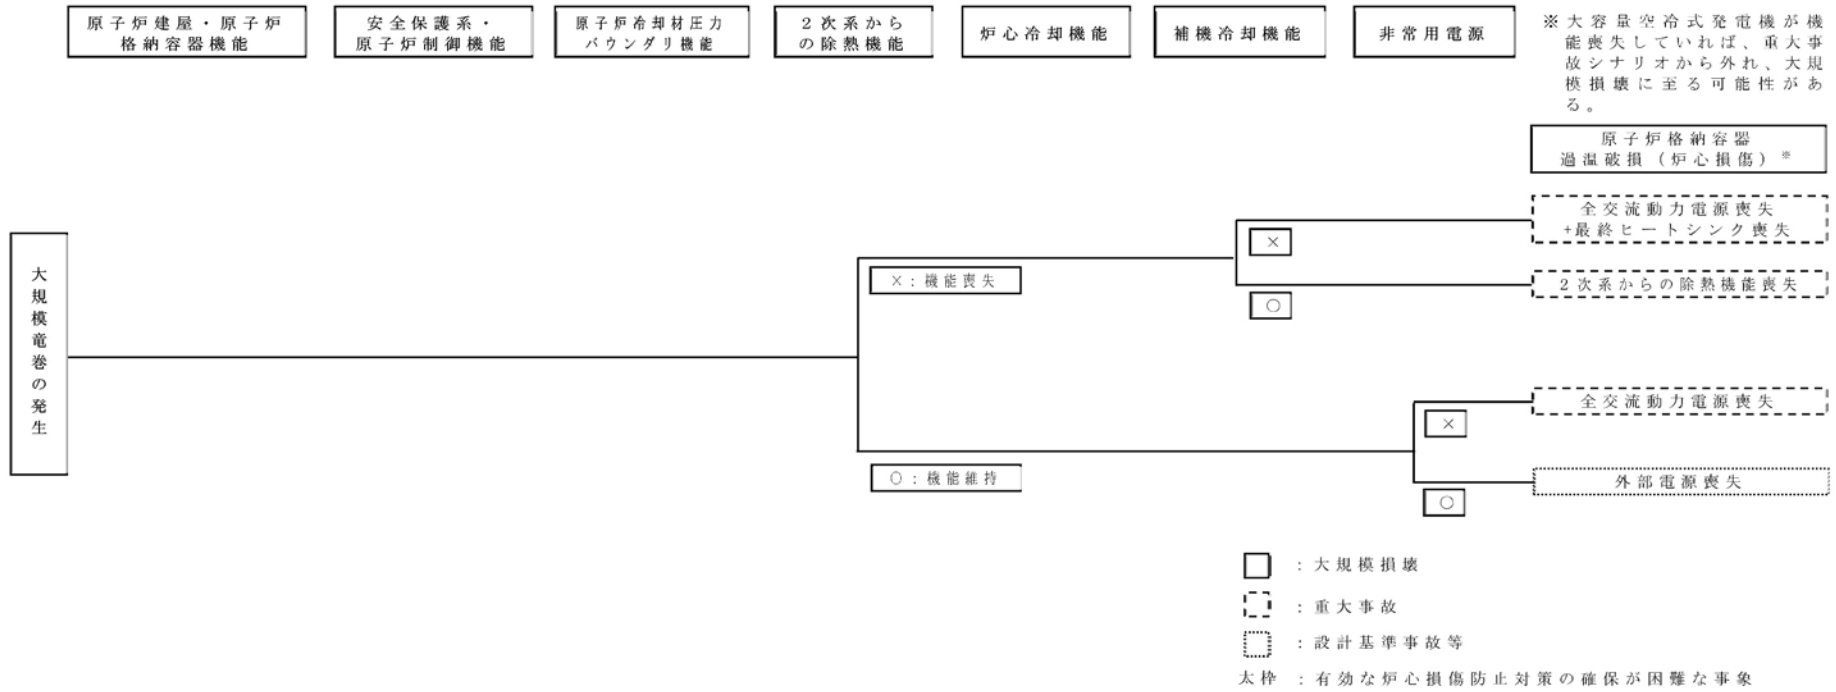 原子炉建屋・原子炉
格納容器機能
安全保護系・
原子炉制御機能
原子炉冷却材圧力
バウンダリ機能
2次系から
の除熱機能
炉心冷却機能
補機冷却機能
非常用電源
※大容量空冷式発電機が機
能喪失していれば、重大事
故シナリオから外れ、大規
模損壊に至る可能性があ
る。
原子炉格納容器
過温破損（炉心損傷）※
全交流動力電源喪失
+最終ヒートシンク喪失
×
×：機能喪失
2次系からの除熱機能喪失
○
大規模竜巻の発生
全交流動力電源喪失
×
○：機能維持
外部電源喪失
○
：大規模損壊
：重大事故
：設計基準事故等
太枠：有効な炉心損傷防止対策の確保が困難な事象